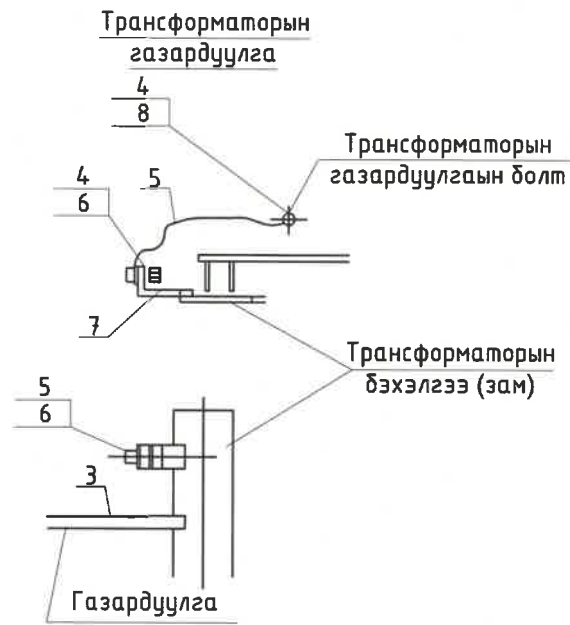 Трансформаторын
газардуулга
4
8
Трансформаторын
газардуулгаын болт
4
6
5
7
Трансформаторын
бэхэлгээ (зам)
5
6
3
Газардуулга